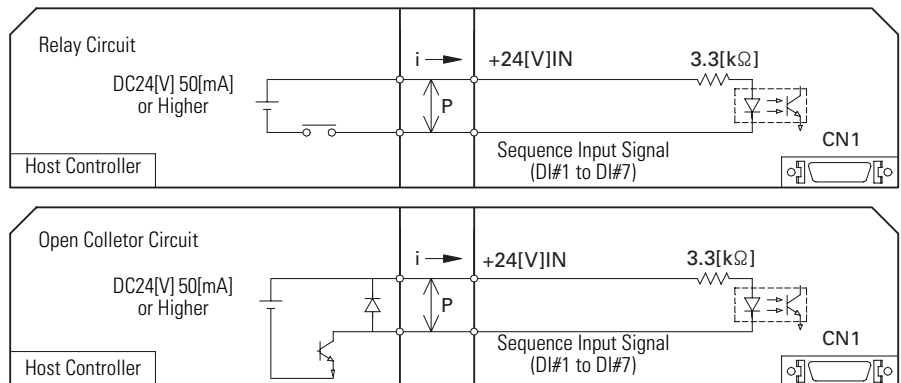 Relay Circuit
DC24[V] 50[mA]
or Higher
i
+24[V]IN
3.3[kΩ]
P
Sequence Input Signal
(DI#1 to DI#7)
CN1
Host Controller
Open Colletor Circuit
DC24[V] 50[mA]
or Higher
i
+24[V]IN
3.3[kΩ]
P
Sequence Input Signal
(DI#1 to DI#7)
CN1
Host Controller